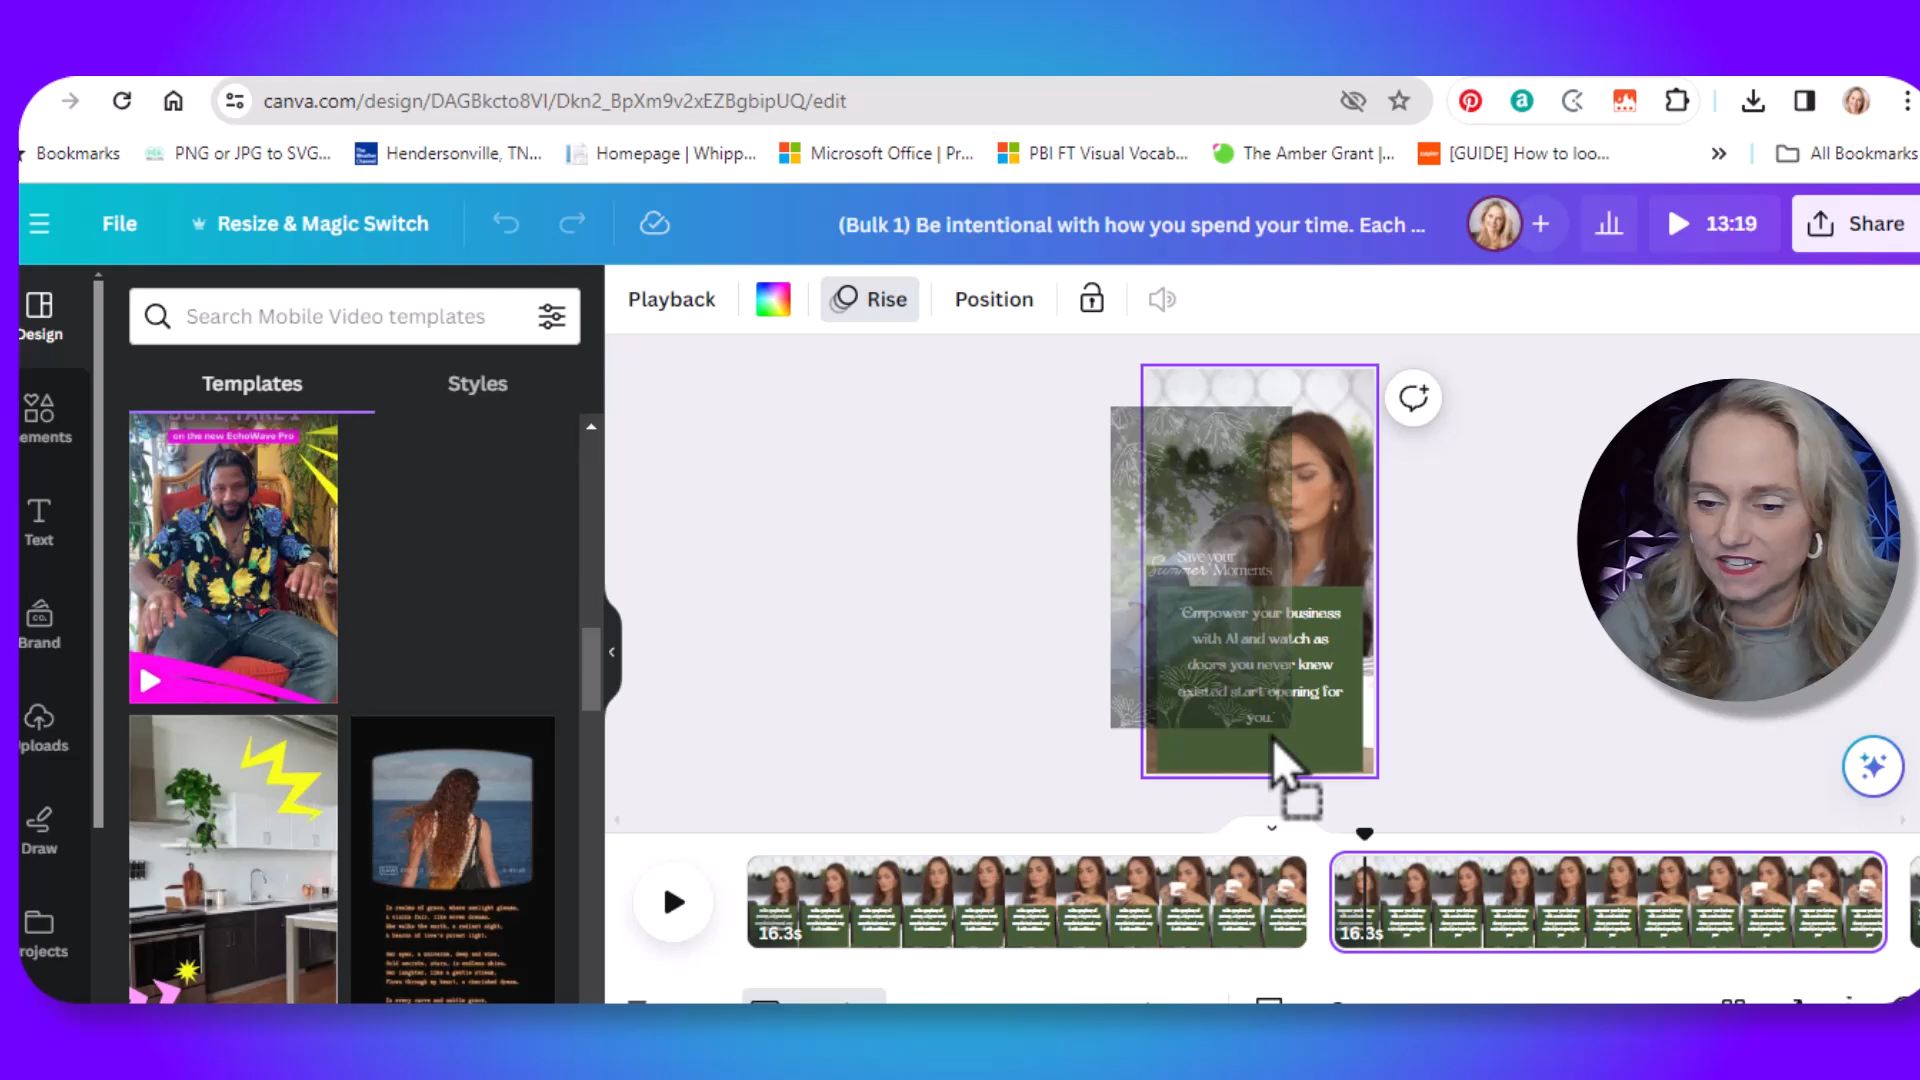 canva.com/design/DAGBkcto8VI/Dkn2_BpXm9v2xEZBgbipUQ/edit
Bookmarks
PNG or JPG to SVG...
Hendersonville, TN...
Homepage | Whipp...
Microsoft Office | Pr...
PBI FT Visual Vocab...
The Amber Grant |...
[GUIDE] How to loo...
All Bookmarks
File
Resize & Magic Switch
(Bulk 1) Be intentional with how you spend your time. Each ...
13:19
Share
Design
Search Mobile Video templates
Playback
Rise
Position
Templates
Styles
ements
Text
Brand
ploads
Draw
rojects
on the new EchoWave Pro
Save your
Summer Moments
"Empower your business
with AI and watch as
doors you never knew
existed start opening for
you."
16.3s
16.3s